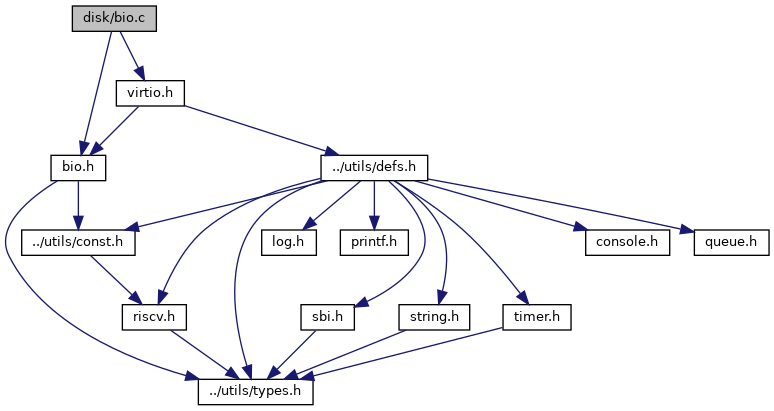 disk/bio.c
virtio.h
bio.h
../utils/defs.h
../utils/const.h
log.h
printf.h
console.h
queue.h
riscv.h
sbi.h
string.h
timer.h
../utils/types.h